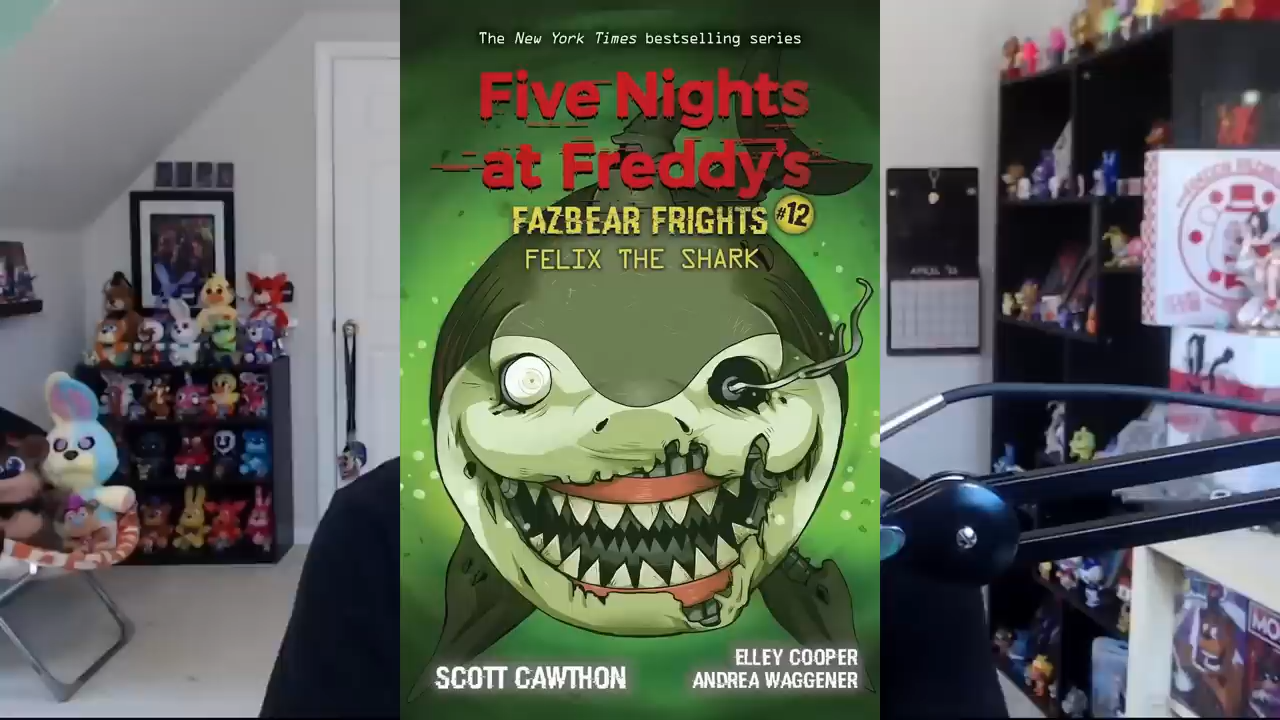 The New York Times bestselling series
Five Nights
at Freddy's
FAZBEAR FRIGHTS #12
FELIX THE SHARK
SCOTT CAWTHON
ELLEY COOPER
ANDREA WAGGENER